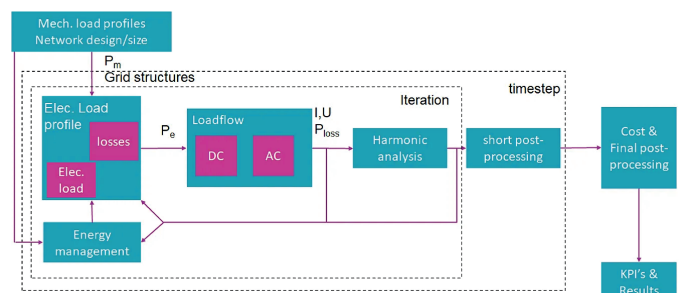 Mech. load profiles
Network design/size
Pm
Grid structures
timestep
Iteration
Elec. Load
profile
losses
Elec.
load
Pe
Loadflow
DC
AC
I,U
Ploss
Harmonic
analysis
short post-
processing
Cost &
Final post-
processing
Energy
management
KPI's &
Results